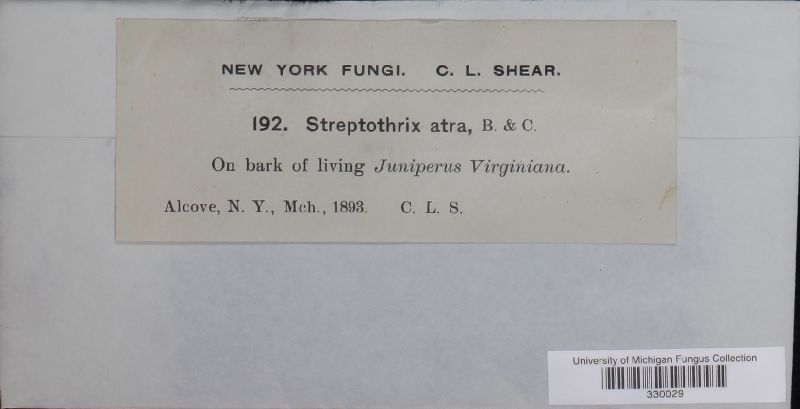 NEW YORK FUNGI. C. L. SHEAR.
192. Streptothrix atra, B. & C.
On bark of living Juniperus Virginiana.
Alcove, N. Y., Mch., 1893. C. L. S.
University of Michigan Fungus Collection
330029